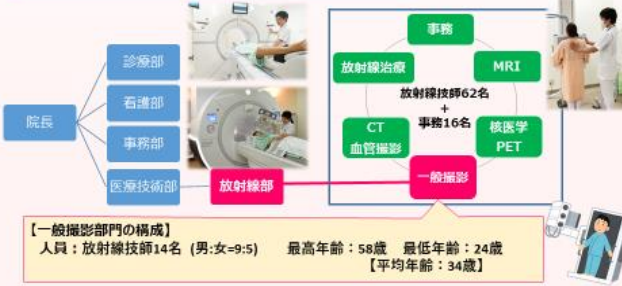 院長
診療部
看護部
事務部
医療技術部
放射線部
事務
放射線治療
MRI
放射線技師62名
+
事務16名
CT
血管撮影
核医学
PET
一般撮影
【一般撮影部門の構成】
人員：放射線技師14名 (男:女=9:5) 最高年齢：58歳 最低年齢：24歳
【平均年齢：34歳】